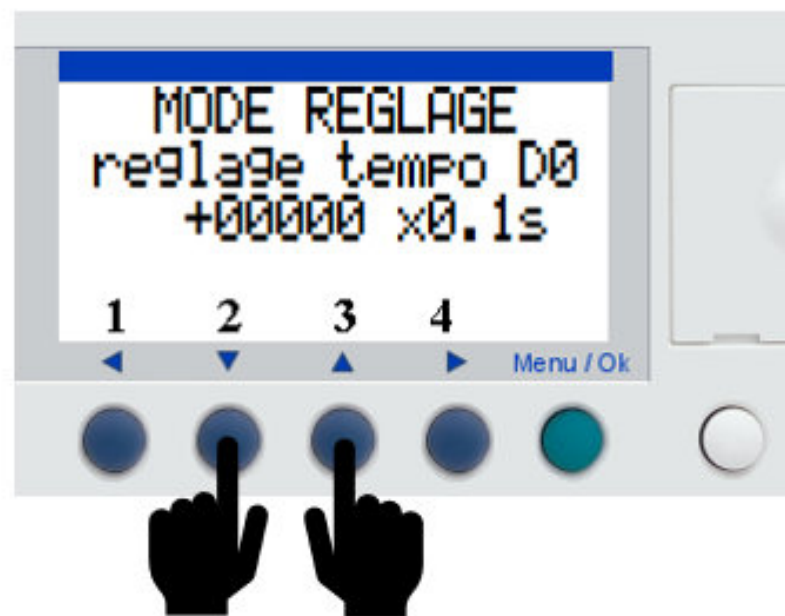 MODE REGLAGE
reglage tempo D0
+00000 x0.1s
1 2 3 4
Menu / Ok